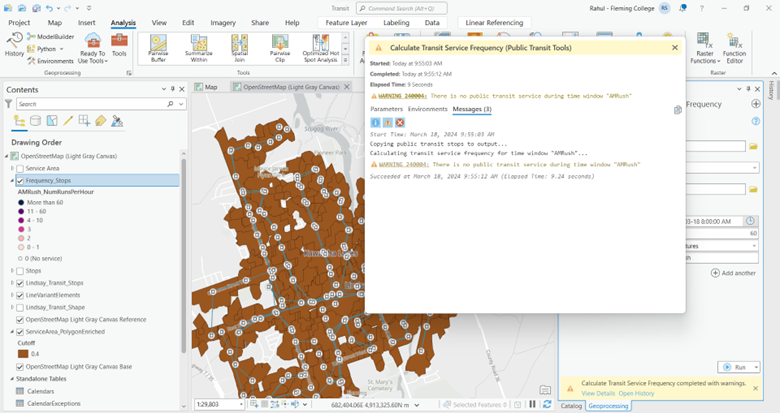 Transit
Command Search (Alt+Q)
Rahul - Fleming College
RS
Project
Map
Insert
Analysis
View
Edit
Imagery
Share
Help
Feature Layer
Labeling
Data
Linear Referencing
History
ModelBuilder
Python
Environments
Ready To
Use Tools
Tools
Geoprocessing
Pairwise
Buffer
Summarize
Within
Spatial
Join
Pairwise
Clip
Optimized Hot
Spot Analysis
Tools
Raster
Functions
Function
Editor
Raster
Contents
Search
Drawing Order
OpenStreetMap (Light Gray Canvas)
Service Area
Frequency_Stops
AMRush_NumRunsPerHour
More than 60
11 - 60
4 - 10
3
2
0 - 1
0 (No service)
Stops
Lindsay_Transit_Stops
LineVariantElements
Lindsay_Transit_Shape
OpenStreetMap Light Gray Canvas Reference
ServiceArea_PolygonEnriched
Cutoff
0.4
OpenStreetMap Light Gray Canvas Base
Standalone Tables
Calendars
CalendarExceptions
Map
OpenStreetMap (Light Gray Canvas)
St. Mary's
Cemetery
1:29,803
682,404.06E 4,913,325.60N m
Selected Features: 0
Calculate Transit Service Frequency (Public Transit Tools)
Started: Today at 9:55:03 AM
Completed: Today at 9:55:12 AM
Elapsed Time: 9 Seconds
WARNING 240004: There is no public transit service during time window "AMRush"
Parameters
Environments
Messages (3)
Start Time: March 18, 2024 9:55:03 AM
Copying public transit stops to output...
Calculating transit service frequency for time window "AMRush"...
WARNING 240004: There is no public transit service during time window "AMRush"
Succeeded at March 18, 2024 9:55:12 AM (Elapsed Time: 9.24 seconds)
Frequency
03-18 8:00:00 AM
60
tures
sh
Add another
Run
Calculate Transit Service Frequency completed with warnings.
View Details Open History
Catalog
Geoprocessing
History